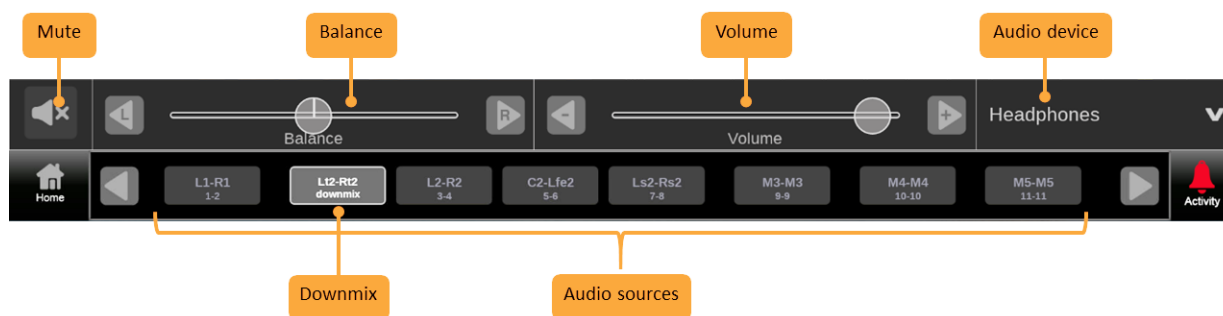 Mute
Balance
Volume
Audio device
L
R
-
+
Headphones
Balance
Volume
Home
L1-R1
1-2
Lt2-Rt2
downmix
L2-R2
3-4
C2-Lfe2
5-6
Ls2-Rs2
7-8
M3-M3
9-9
M4-M4
10-10
M5-M5
11-11
Activity
Downmix
Audio sources